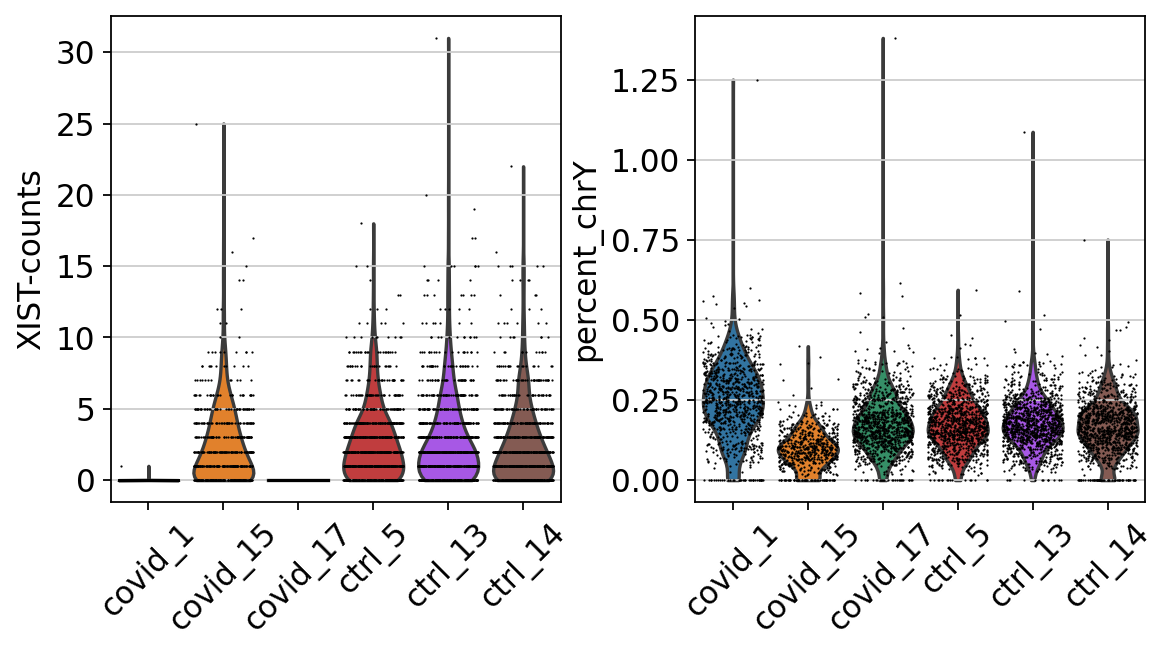 XIST-counts
30
25
20
15
10
5
0
covid_1
covid_15
covid_17
ctrl_5
ctrl_13
ctrl_14
percent_chrY
1.25
1.00
0.75
0.50
0.25
0.00
covid_1
covid_15
covid_17
ctrl_5
ctrl_13
ctrl_14